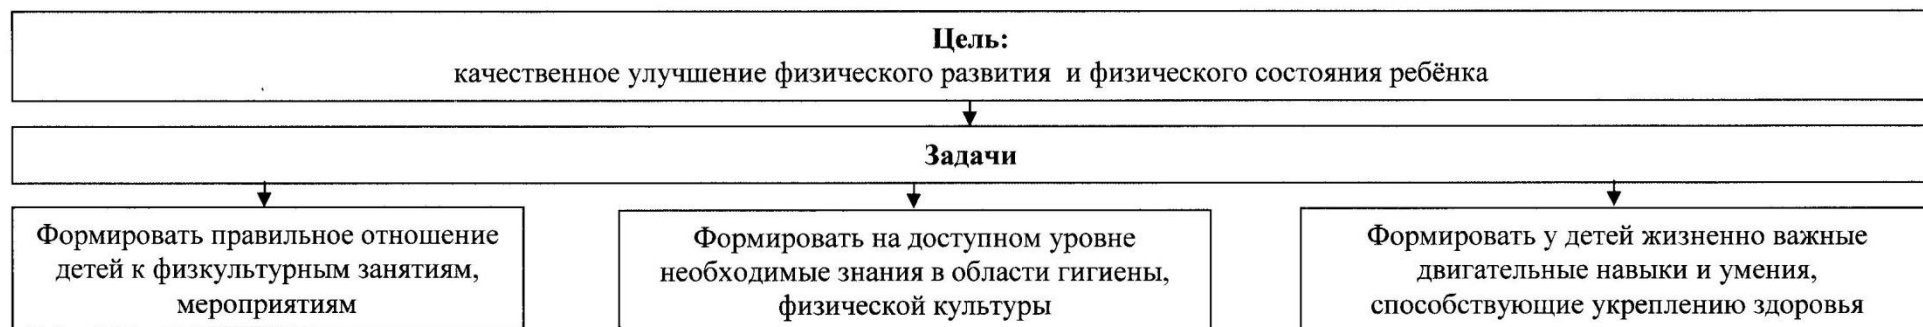 Цель:
качественное улучшение физического развития и физического состояния ребёнка
Задачи
Формировать правильное отношение
детей к физкультурным занятиям,
мероприятиям
Формировать на доступном уровне
необходимые знания в области гигиены,
физической культуры
Формировать у детей жизненно важные
двигательные навыки и умения,
способствующие укреплению здоровья